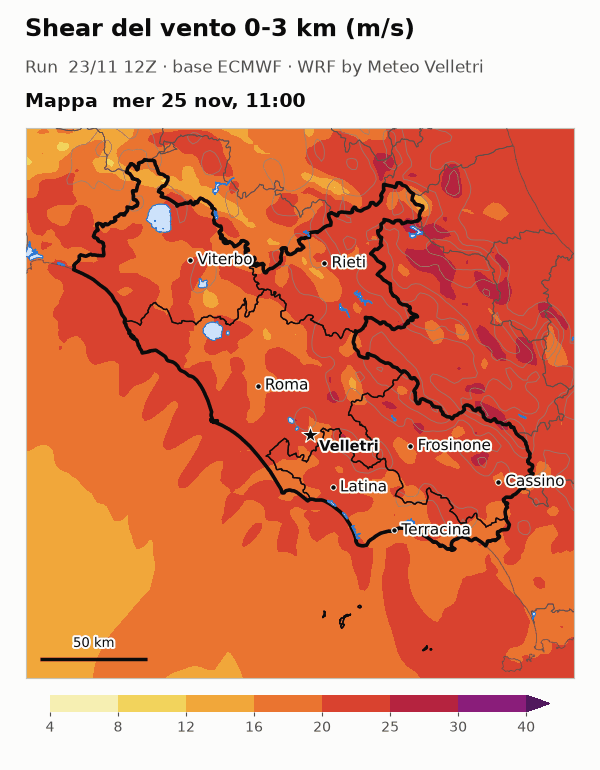 Shear del vento 0-3 km (m/s)
Run  23/11 12Z · base ECMWF · WRF by Meteo Velletri
Mappa  mer 25 nov, 11:00
Viterbo
Rieti
Roma
Velletri
Frosinone
Latina
Cassino
Terracina
50 km
4 8 12 16 20 25 30 40